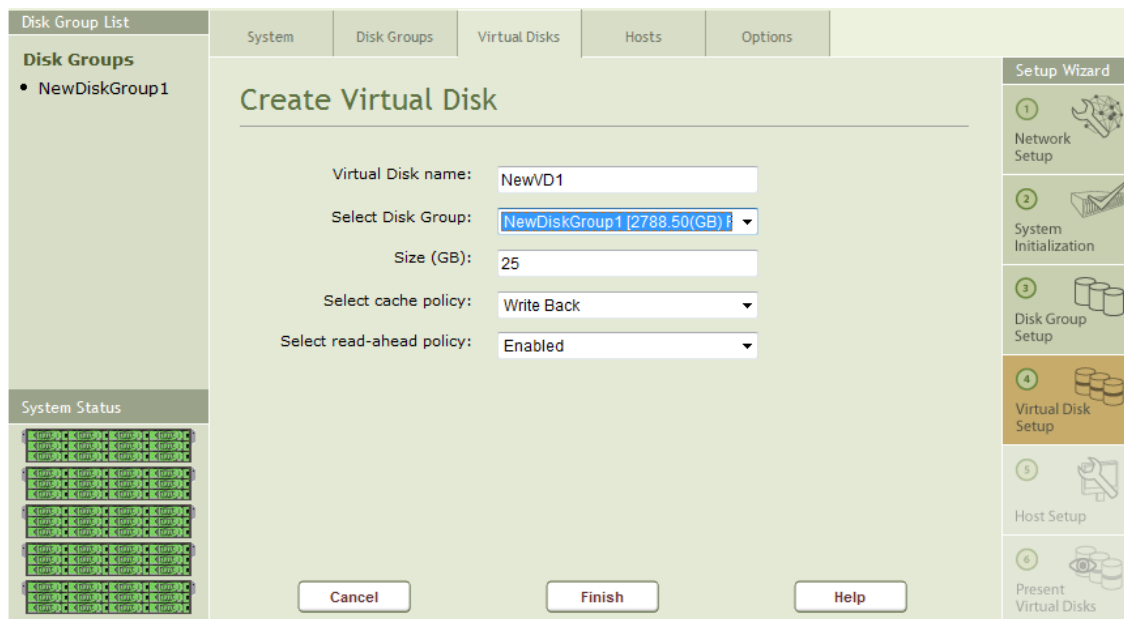 Disk Group List
Disk Groups
• NewDiskGroup1
System Status
System
Disk Groups
Virtual Disks
Hosts
Options
Create Virtual Disk
Virtual Disk name:
NewVD1
Select Disk Group:
NewDiskGroup1 [2788.50(GB)
Size (GB):
25
Select cache policy:
Write Back
Select read-ahead policy:
Enabled
Cancel
Finish
Help
Setup Wizard
1
Network
Setup
2
System
Initialization
3
Disk Group
Setup
4
Virtual Disk
Setup
5
Host Setup
6
Present
Virtual Disks